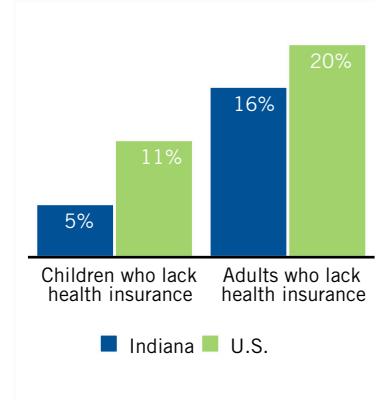 20%
16%
11%
5%
Children who lack
health insurance
Adults who lack
health insurance
Indiana
U.S.